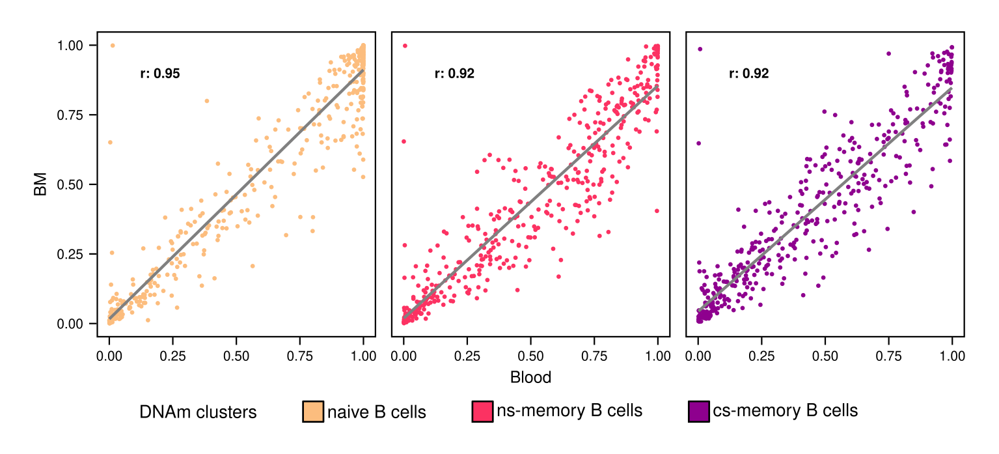 1.00
0.75
0.50
0.25
0.00
BM
r: 0.95
r: 0.92
r: 0.92
0.00 0.25 0.50 0.75 1.00
0.00 0.25 0.50 0.75 1.00
0.00 0.25 0.50 0.75 1.00
Blood
DNAm clusters naive B cells ns-memory B cells cs-memory B cells